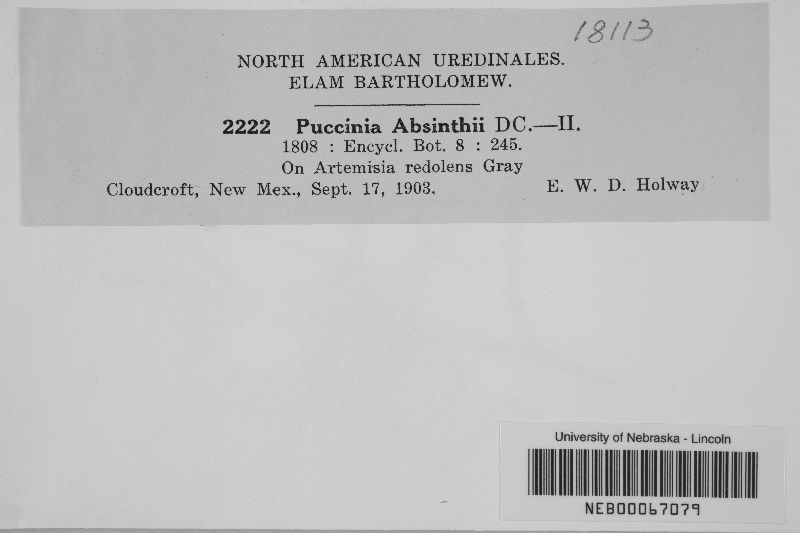 18113
NORTH AMERICAN UREDINALES.
ELAM BARTHOLOMEW.
2222 Puccinia Absinthii DC.—II.
1808 : Encycl. Bot. 8 : 245.
On Artemisia redolens Gray
Cloudcroft, New Mex., Sept. 17, 1903. E. W. D. Holway
University of Nebraska - Lincoln
NEB00067079